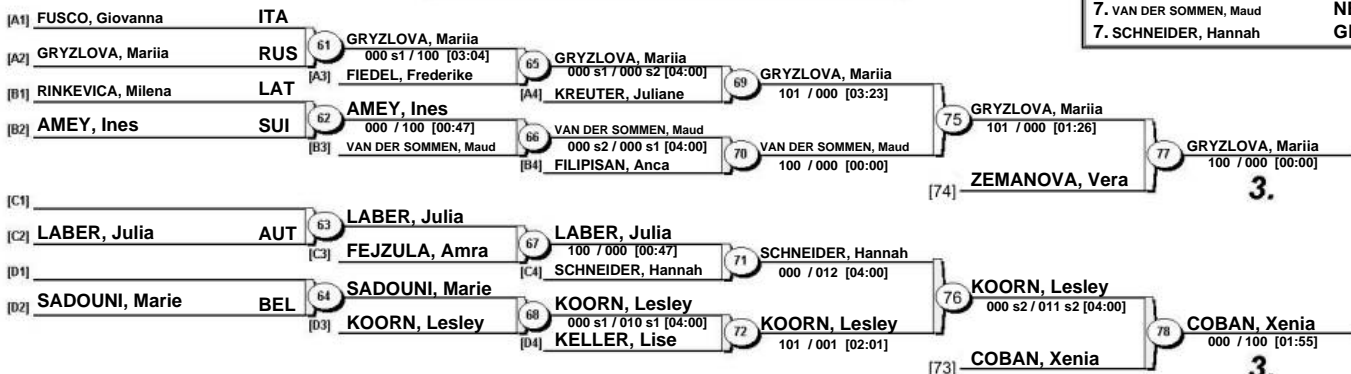 7. VAN DER SOMMEN, Maud
7. SCHNEIDER, Hannah
[A1] FUSCO, Giovanna ITA
[A2] GRYZLOVA, Mariia RUS
61
GRYZLOVA, Mariia
000 s1 / 100 [03:04]
[A3] FIEDEL, Frederike
65
GRYZLOVA, Mariia
000 s1 / 000 s2 [04:00]
[A4] KREUTER, Juliane
69
GRYZLOVA, Mariia
101 / 000 [03:23]
[B1] RINKEVICA, Milena LAT
[B2] AMEY, Ines SUI
62
AMEY, Ines
000 / 100 [00:47]
[B3] VAN DER SOMMEN, Maud
66
VAN DER SOMMEN, Maud
000 s2 / 000 s1 [04:00]
[B4] FILIPISAN, Anca
70
VAN DER SOMMEN, Maud
100 / 000 [00:00]
75
GRYZLOVA, Mariia
101 / 000 [01:26]
[74] ZEMANOVA, Vera
77
GRYZLOVA, Mariia
100 / 000 [00:00]
3.
[C1]
[C2] LABER, Julia AUT
63
LABER, Julia
[C3] FEJZULA, Amra
67
LABER, Julia
100 / 000 [00:47]
[C4] SCHNEIDER, Hannah
71
SCHNEIDER, Hannah
000 / 012 [04:00]
[D1]
[D2] SADOUNI, Marie BEL
64
SADOUNI, Marie
[D3] KOORN, Lesley
68
KOORN, Lesley
000 s1 / 010 s1 [04:00]
[D4] KELLER, Lise
72
KOORN, Lesley
101 / 001 [02:01]
76
KOORN, Lesley
000 s2 / 011 s2 [04:00]
[73] COBAN, Xenia
78
COBAN, Xenia
000 / 100 [01:55]
3.